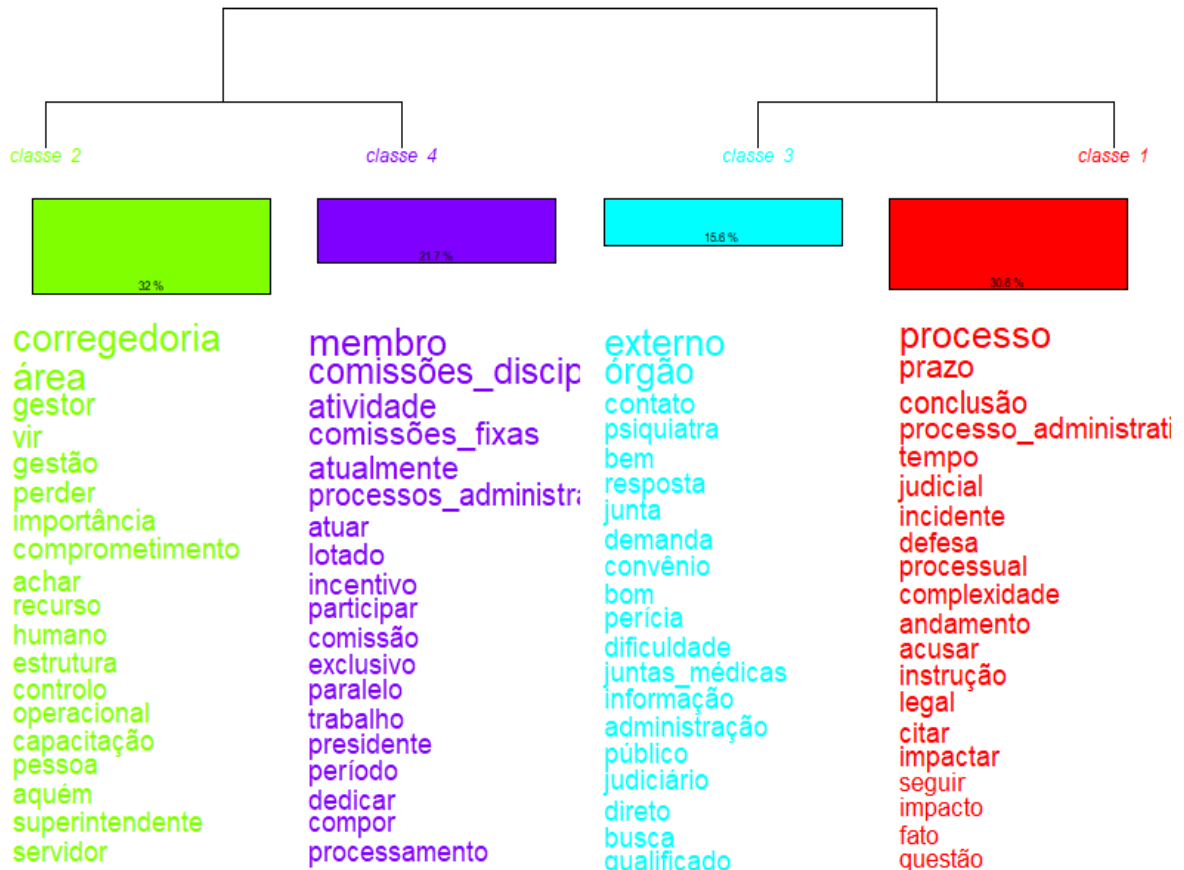 classe 2
classe 4
classe 3
classe 1
32 %
21.7 %
15.6 %
30.6 %
corregedoria
área
gestor
vir
gestão
perder
importância
comprometimento
achar
recurso
humano
estrutura
controlo
operacional
capacitação
pessoa
aquém
superintendente
servidor
membro
comissões_discip
atividade
comissões_fixas
atualmente
processos_administra
atuar
lotado
incentivo
participar
comissão
exclusivo
paralelo
trabalho
presidente
período
dedicar
compor
processamento
externo
órgão
contato
psiquiatra
bem
resposta
junta
demanda
convênio
bom
perícia
dificuldade
juntas_médicas
informação
administração
público
judiciário
direto
busca
qualificado
processo
prazo
conclusão
processo_administrati
tempo
judicial
incidente
defesa
processual
complexidade
andamento
acusar
instrução
legal
citar
impactar
seguir
impacto
fato
questão